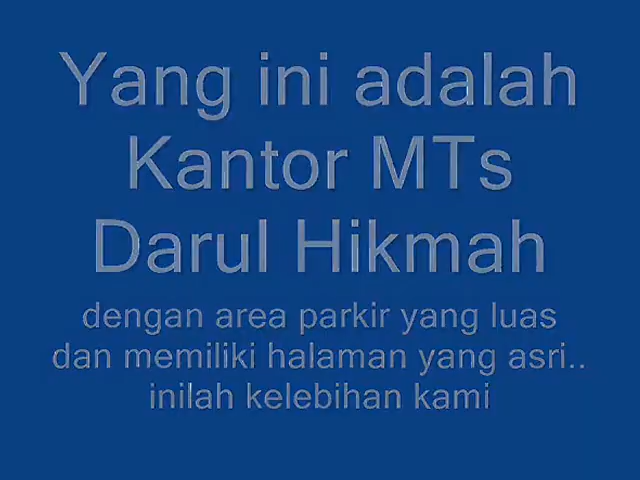 Yang ini adalah
Kantor MTs
Darul Hikmah
dengan area parkir yang luas
dan memiliki halaman yang asri..
inilah kelebihan kami